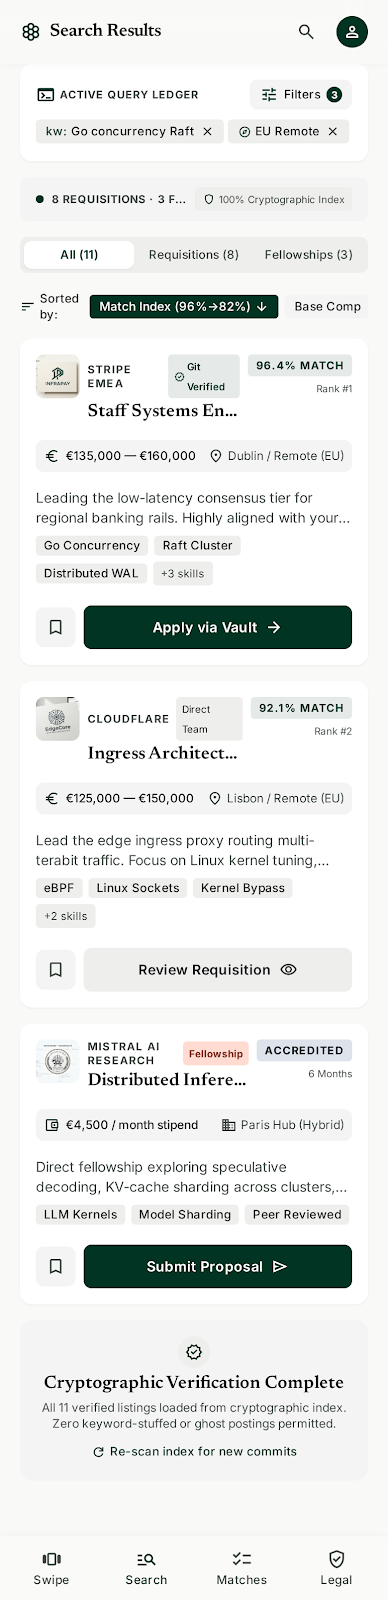 Search Results
ACTIVE QUERY LEDGER
Filters 3
kw: Go concurrency Raft
EU Remote
8 REQUISITIONS · 3 F...
100% Cryptographic Index
All (11)
Requisitions (8)
Fellowships (3)
Sorted
by:
Match Index (96%→82%) ↓
Base Comp
INFRAPAY
STRIPE
EMEA
Git
Verified
96.4% MATCH
Rank #1
Staff Systems En...
€135,000 — €160,000
Dublin / Remote (EU)
Leading the low-latency consensus tier for
regional banking rails. Highly aligned with your...
Go Concurrency
Raft Cluster
Distributed WAL
+3 skills
Apply via Vault →
EdgeCore
CLOUDFLARE
Direct
Team
92.1% MATCH
Rank #2
Ingress Architect...
€125,000 — €150,000
Lisbon / Remote (EU)
Lead the edge ingress proxy routing multi-
terabit traffic. Focus on Linux kernel tuning,...
eBPF
Linux Sockets
Kernel Bypass
+2 skills
Review Requisition
MISTRAL AI
RESEARCH
Fellowship
ACCREDITED
6 Months
Distributed Infere...
€4,500 / month stipend
Paris Hub (Hybrid)
Direct fellowship exploring speculative
decoding, KV-cache sharding across clusters,...
LLM Kernels
Model Sharding
Peer Reviewed
Submit Proposal
Cryptographic Verification Complete
All 11 verified listings loaded from cryptographic index.
Zero keyword-stuffed or ghost postings permitted.
Re-scan index for new commits
Swipe
Search
Matches
Legal